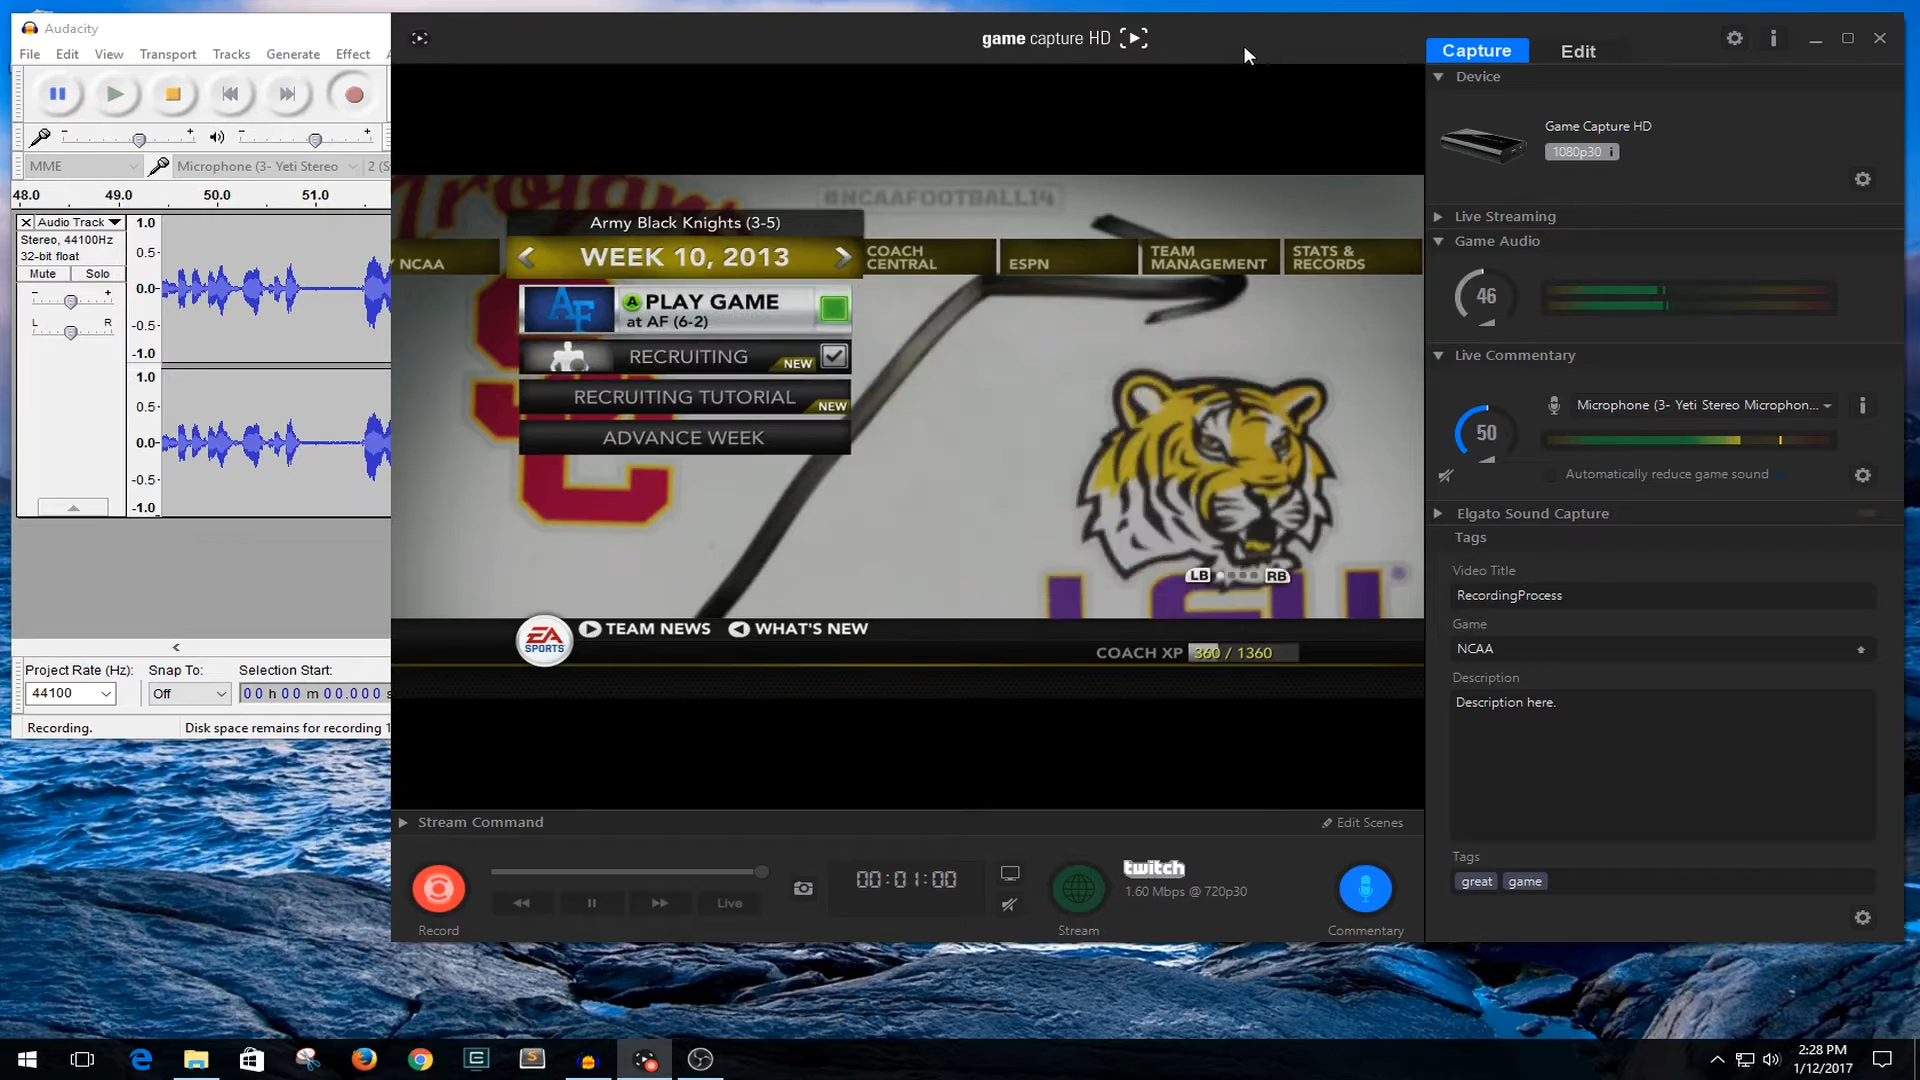 Audacity
File Edit View Transport Tracks Generate Effect
MME
Microphone (3- Yeti Stereo
2 (S
48.0 49.0 50.0 51.0
Audio Track
Stereo, 44100Hz
32-bit float
Mute Solo
L R
1.0
0.5
0.0
-0.5
-1.0
1.0
0.5
0.0
-0.5
-1.0
Project Rate (Hz): Snap To: Selection Start:
44100 Off 00 h 00 m 00.000 s
Recording. Disk space remains for recording 1
game capture HD
Trojans
#NCAAFOOTBALL14
Army Black Knights (3-5)
WEEK 10, 2013
NCAA
COACH
CENTRAL
ESPN
TEAM
MANAGEMENT
STATS &
RECORDS
AF
A PLAY GAME
at AF (6-2)
RECRUITING NEW
RECRUITING TUTORIAL NEW
ADVANCE WEEK
LSU
LB RB
EA
SPORTS
TEAM NEWS WHAT'S NEW
COACH XP 360 / 1360
Stream Command
Edit Scenes
Live
00:01:00
twitch
1.60 Mbps @ 720p30
Record Stream Commentary
Capture Edit
Device
Game Capture HD
1080p30 i
Live Streaming
Game Audio
46
Live Commentary
Microphone (3- Yeti Stereo Microphon...
50
Automatically reduce game sound
Elgato Sound Capture
Tags
Video Title
RecordingProcess
Game
NCAA
Description
Description here.
Tags
great game
2:28 PM
1/12/2017